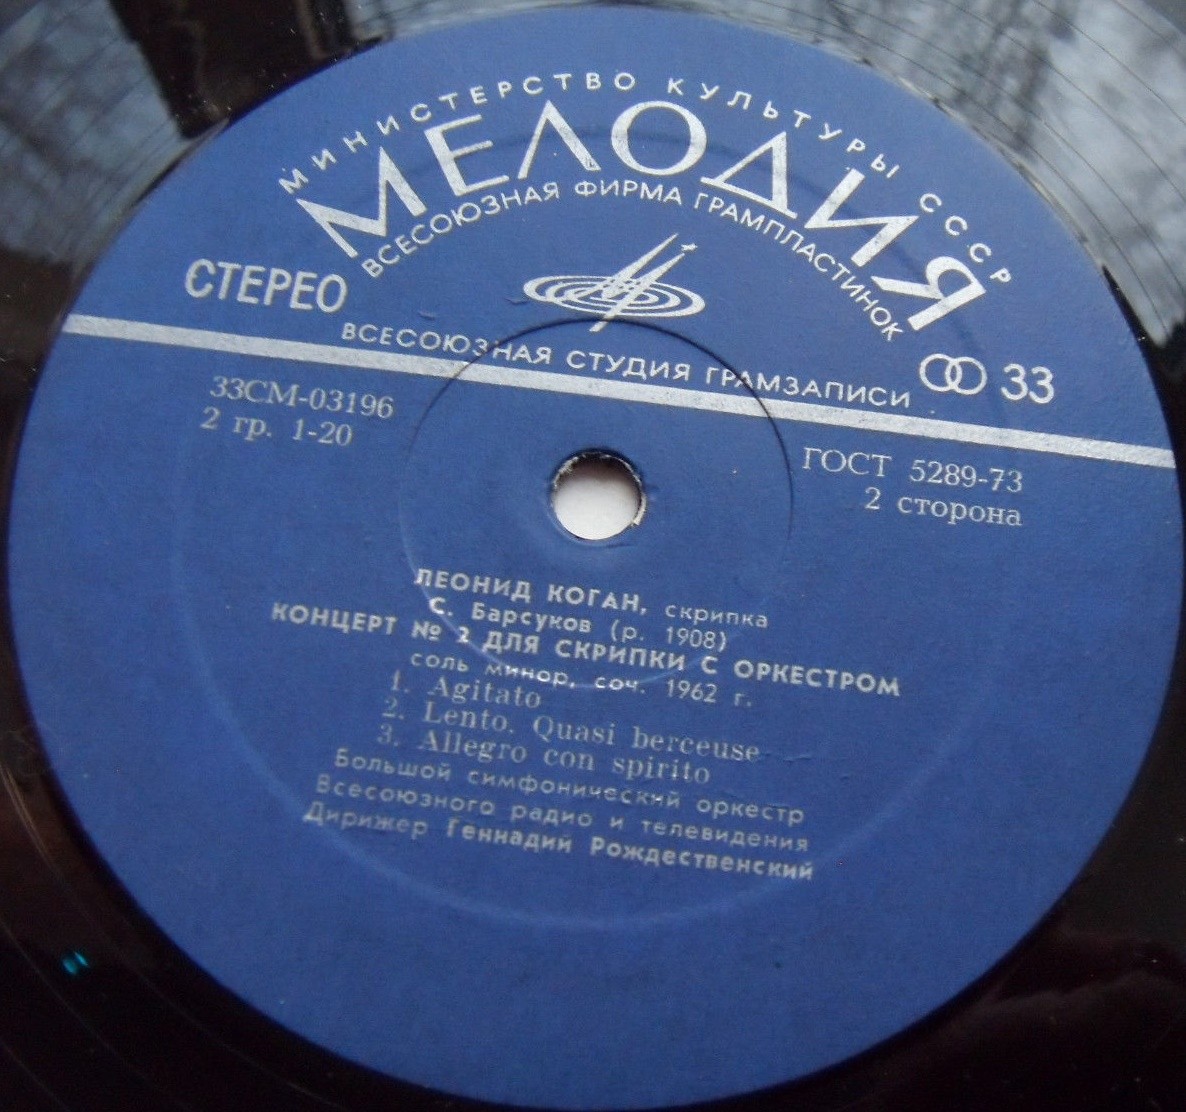 МИНИСТЕРСТВО КУЛЬТУРЫ СССР
МЕЛОДИЯ
ВСЕСОЮЗНАЯ ФИРМА ГРАМПЛАСТИНОК
СТЕРЕО
ВСЕСОЮЗНАЯ СТУДИЯ ГРАМЗАПИСИ
33
33СМ-03196
2 гр. 1-20
ГОСТ 5289-73
2 сторона
ЛЕОНИД КОГАН, скрипка
С. Барсуков (р. 1908)
КОНЦЕРТ № 2 ДЛЯ СКРИПКИ С ОРКЕСТРОМ
соль минор, соч. 1962 г.
1. Agitato
2. Lento. Quasi berceuse
3. Allegro con spirito
Большой симфонический оркестр
Всесоюзного радио и телевидения
Дирижер Геннадий Рождественский